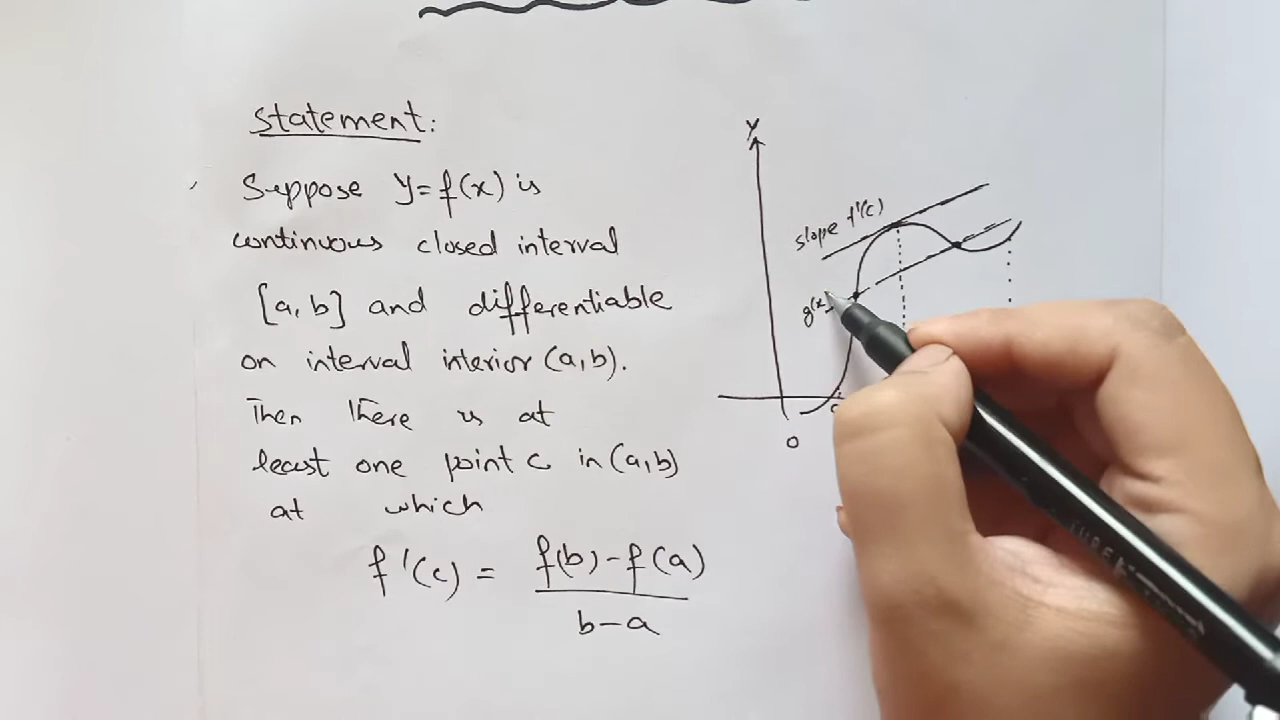 Statement:
Suppose y=f(x) is
continuous closed interval
[a,b] and differentiable
on interval interior (a,b).
Then there is at
least one point c in (a,b)
at which
f'(c) = f(b)-f(a)
b-a
Y
slope f'(c)
g(x)
O